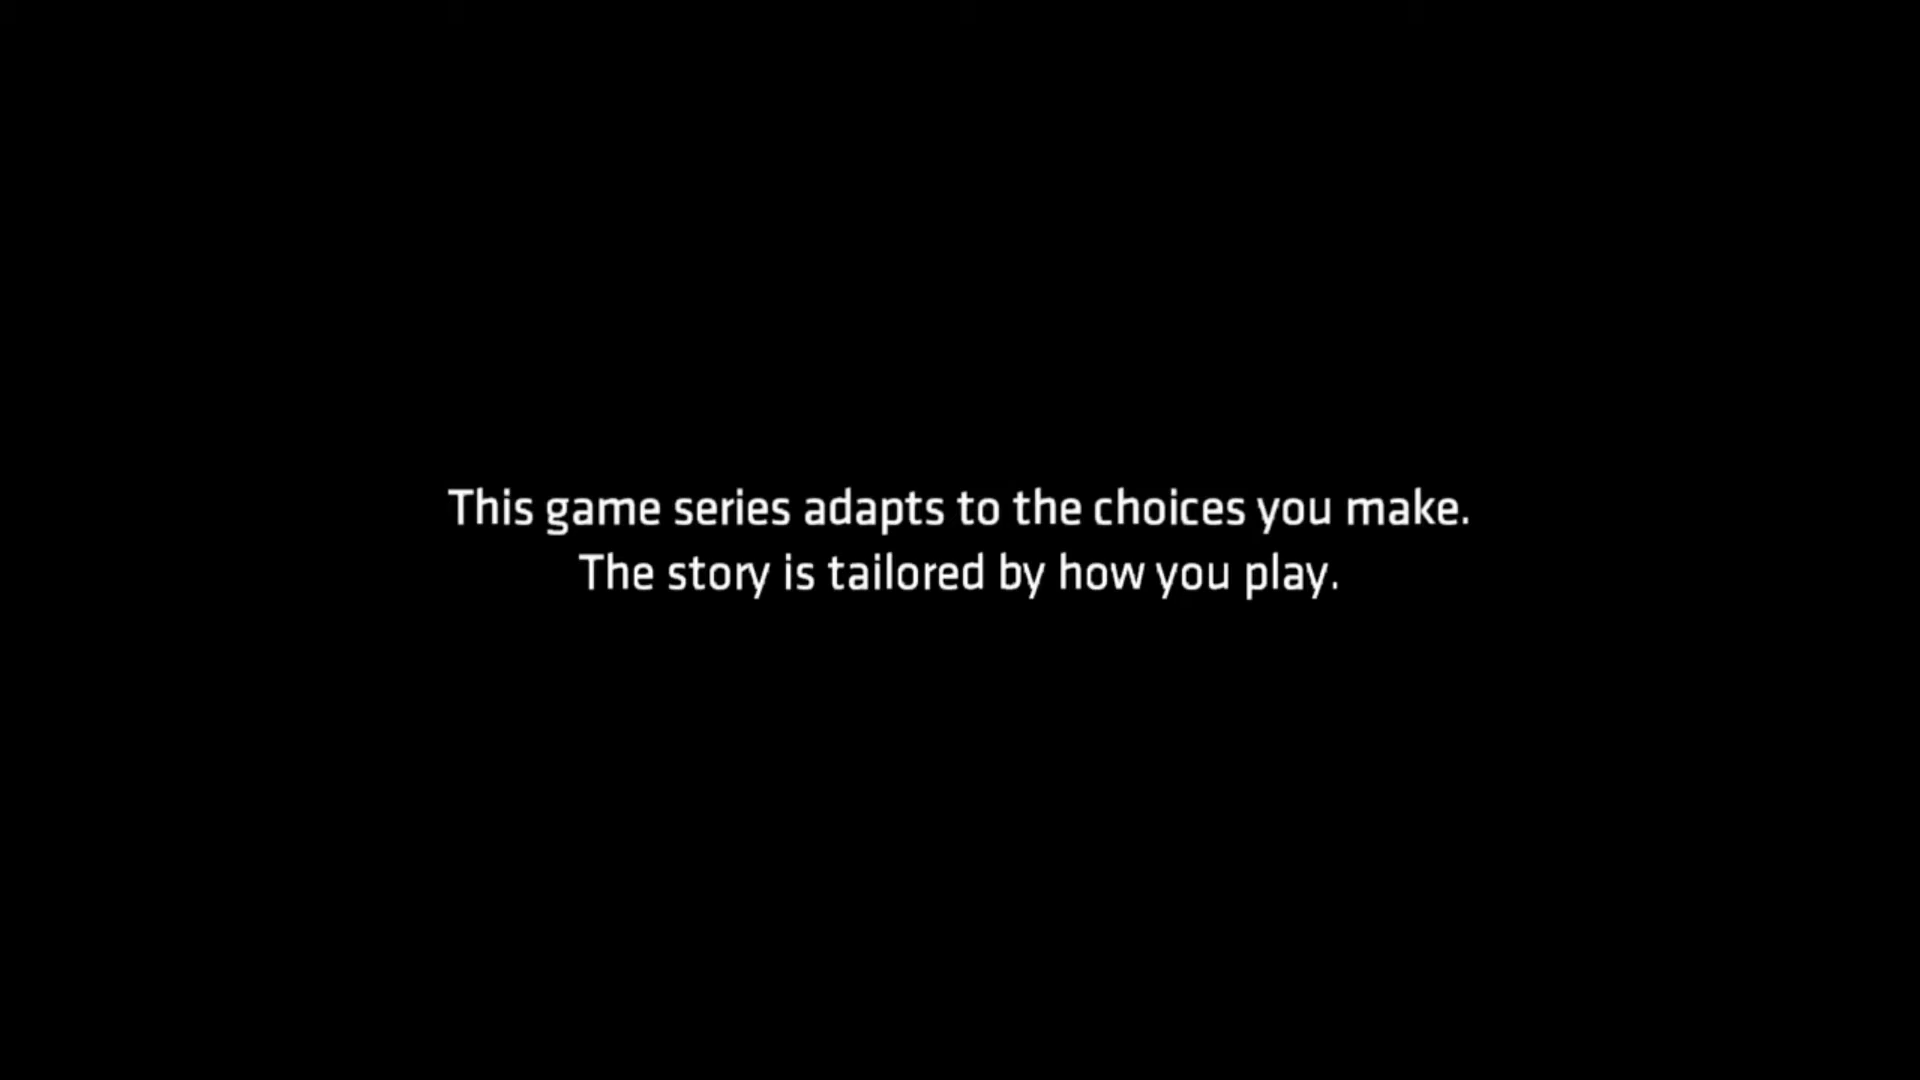 This game series adapts to the choices you make.
The story is tailored by how you play.